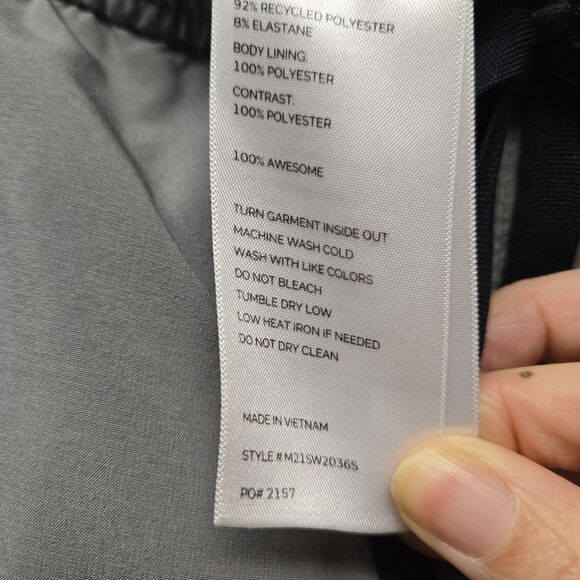 92% RECYCLED POLYESTER
8% ELASTANE
BODY LINING:
100% POLYESTER
CONTRAST:
100% POLYESTER
100% AWESOME
TURN GARMENT INSIDE OUT
MACHINE WASH COLD
WASH WITH LIKE COLORS
DO NOT BLEACH
TUMBLE DRY LOW
LOW HEAT IRON IF NEEDED
DO NOT DRY CLEAN
MADE IN VIETNAM
STYLE # M21SW2036S
PO# 2157